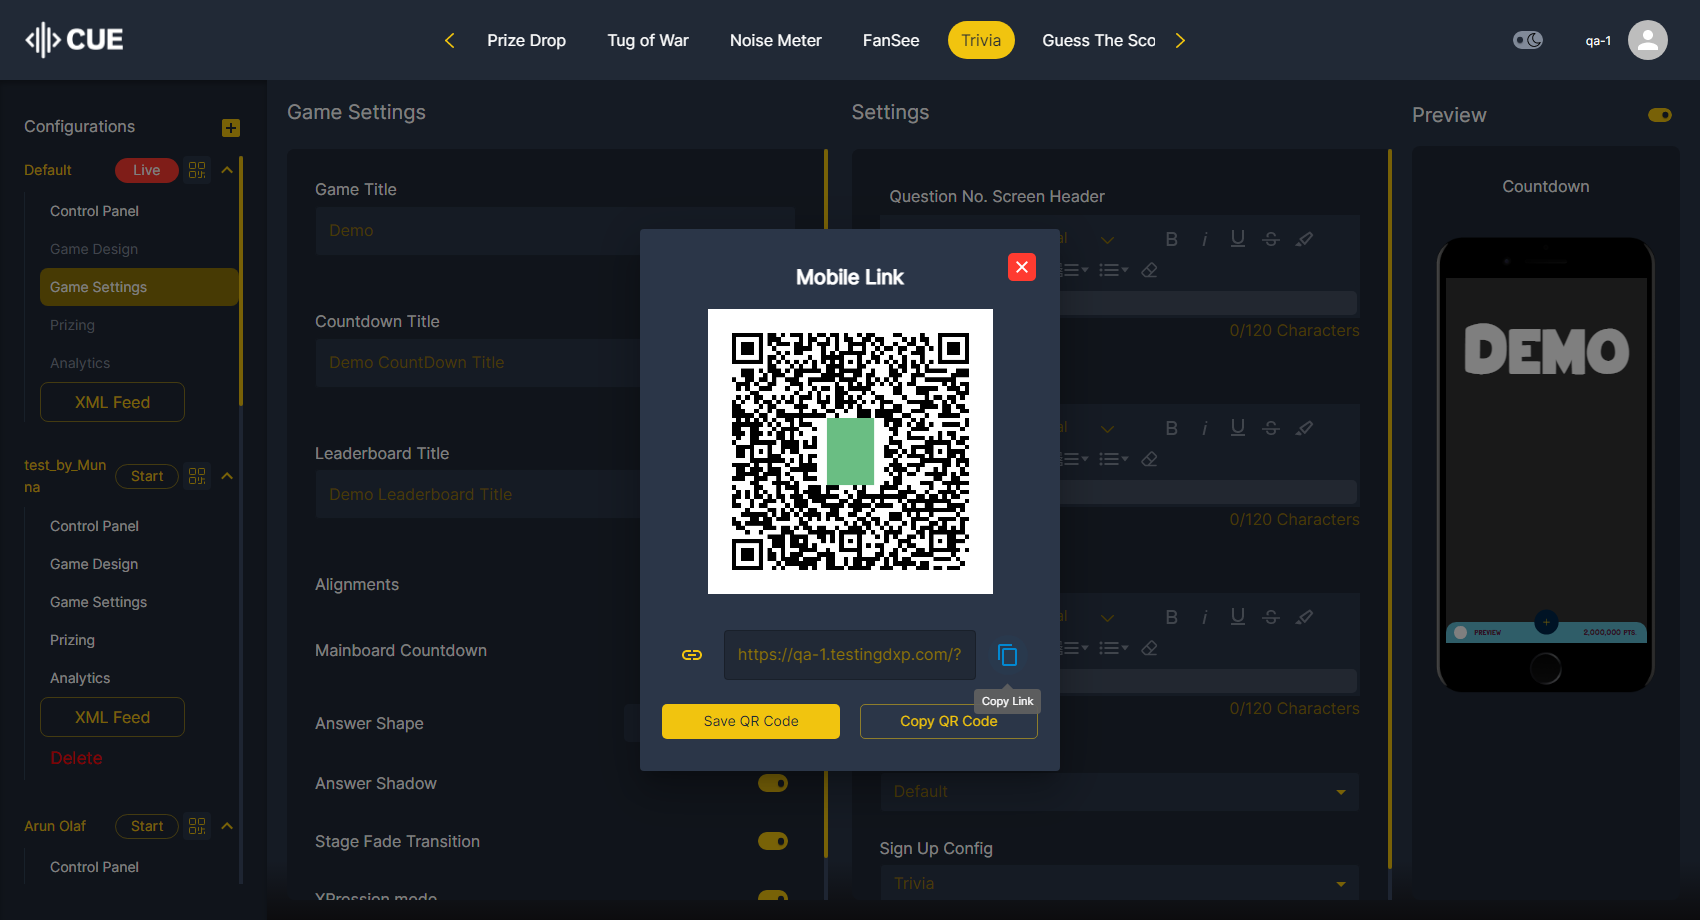 CUE
Prize Drop
Tug of War
Noise Meter
FanSee
Trivia
Guess The Sco
qa-1
Configurations
Default
Live
Control Panel
Game Design
Game Settings
Prizing
Analytics
XML Feed
test_by_Mun
na
Start
Control Panel
Game Design
Game Settings
Prizing
Analytics
XML Feed
Delete
Arun Olaf
Start
Control Panel
Game Settings
Game Title
Demo
Countdown Title
Demo CountDown Title
Leaderboard Title
Demo Leaderboard Title
Alignments
Mainboard Countdown
Answer Shape
Answer Shadow
Stage Fade Transition
XPression mode
Mobile Link
https://qa-1.testingdxp.com/?
Copy Link
Save QR Code
Copy QR Code
Settings
Question No. Screen Header
al
B i U S
0/120 Characters
al
B i U S
0/120 Characters
al
B i U S
0/120 Characters
Default
Sign Up Config
Trivia
Preview
Countdown
DEMO
PREVIEW
2,000,000 PTS